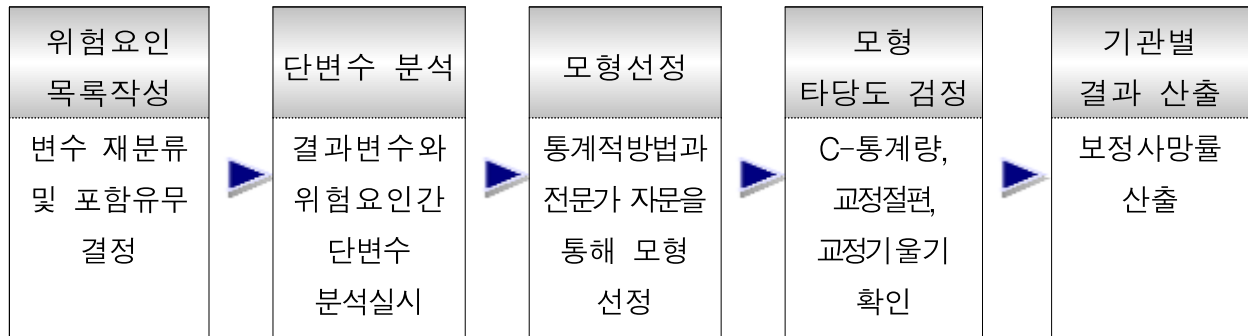 위험요인
목록작성
변수 재분류
및 포함유무
결정
단변수 분석
결과변수와
위험요인간
단변수
분석실시
모형선정
통계적방법과
전문가 자문을
통해 모형
선정
모형
타당도 검정
C-통계량,
교정절편,
교정기울기
확인
기관별
결과 산출
보정사망률
산출